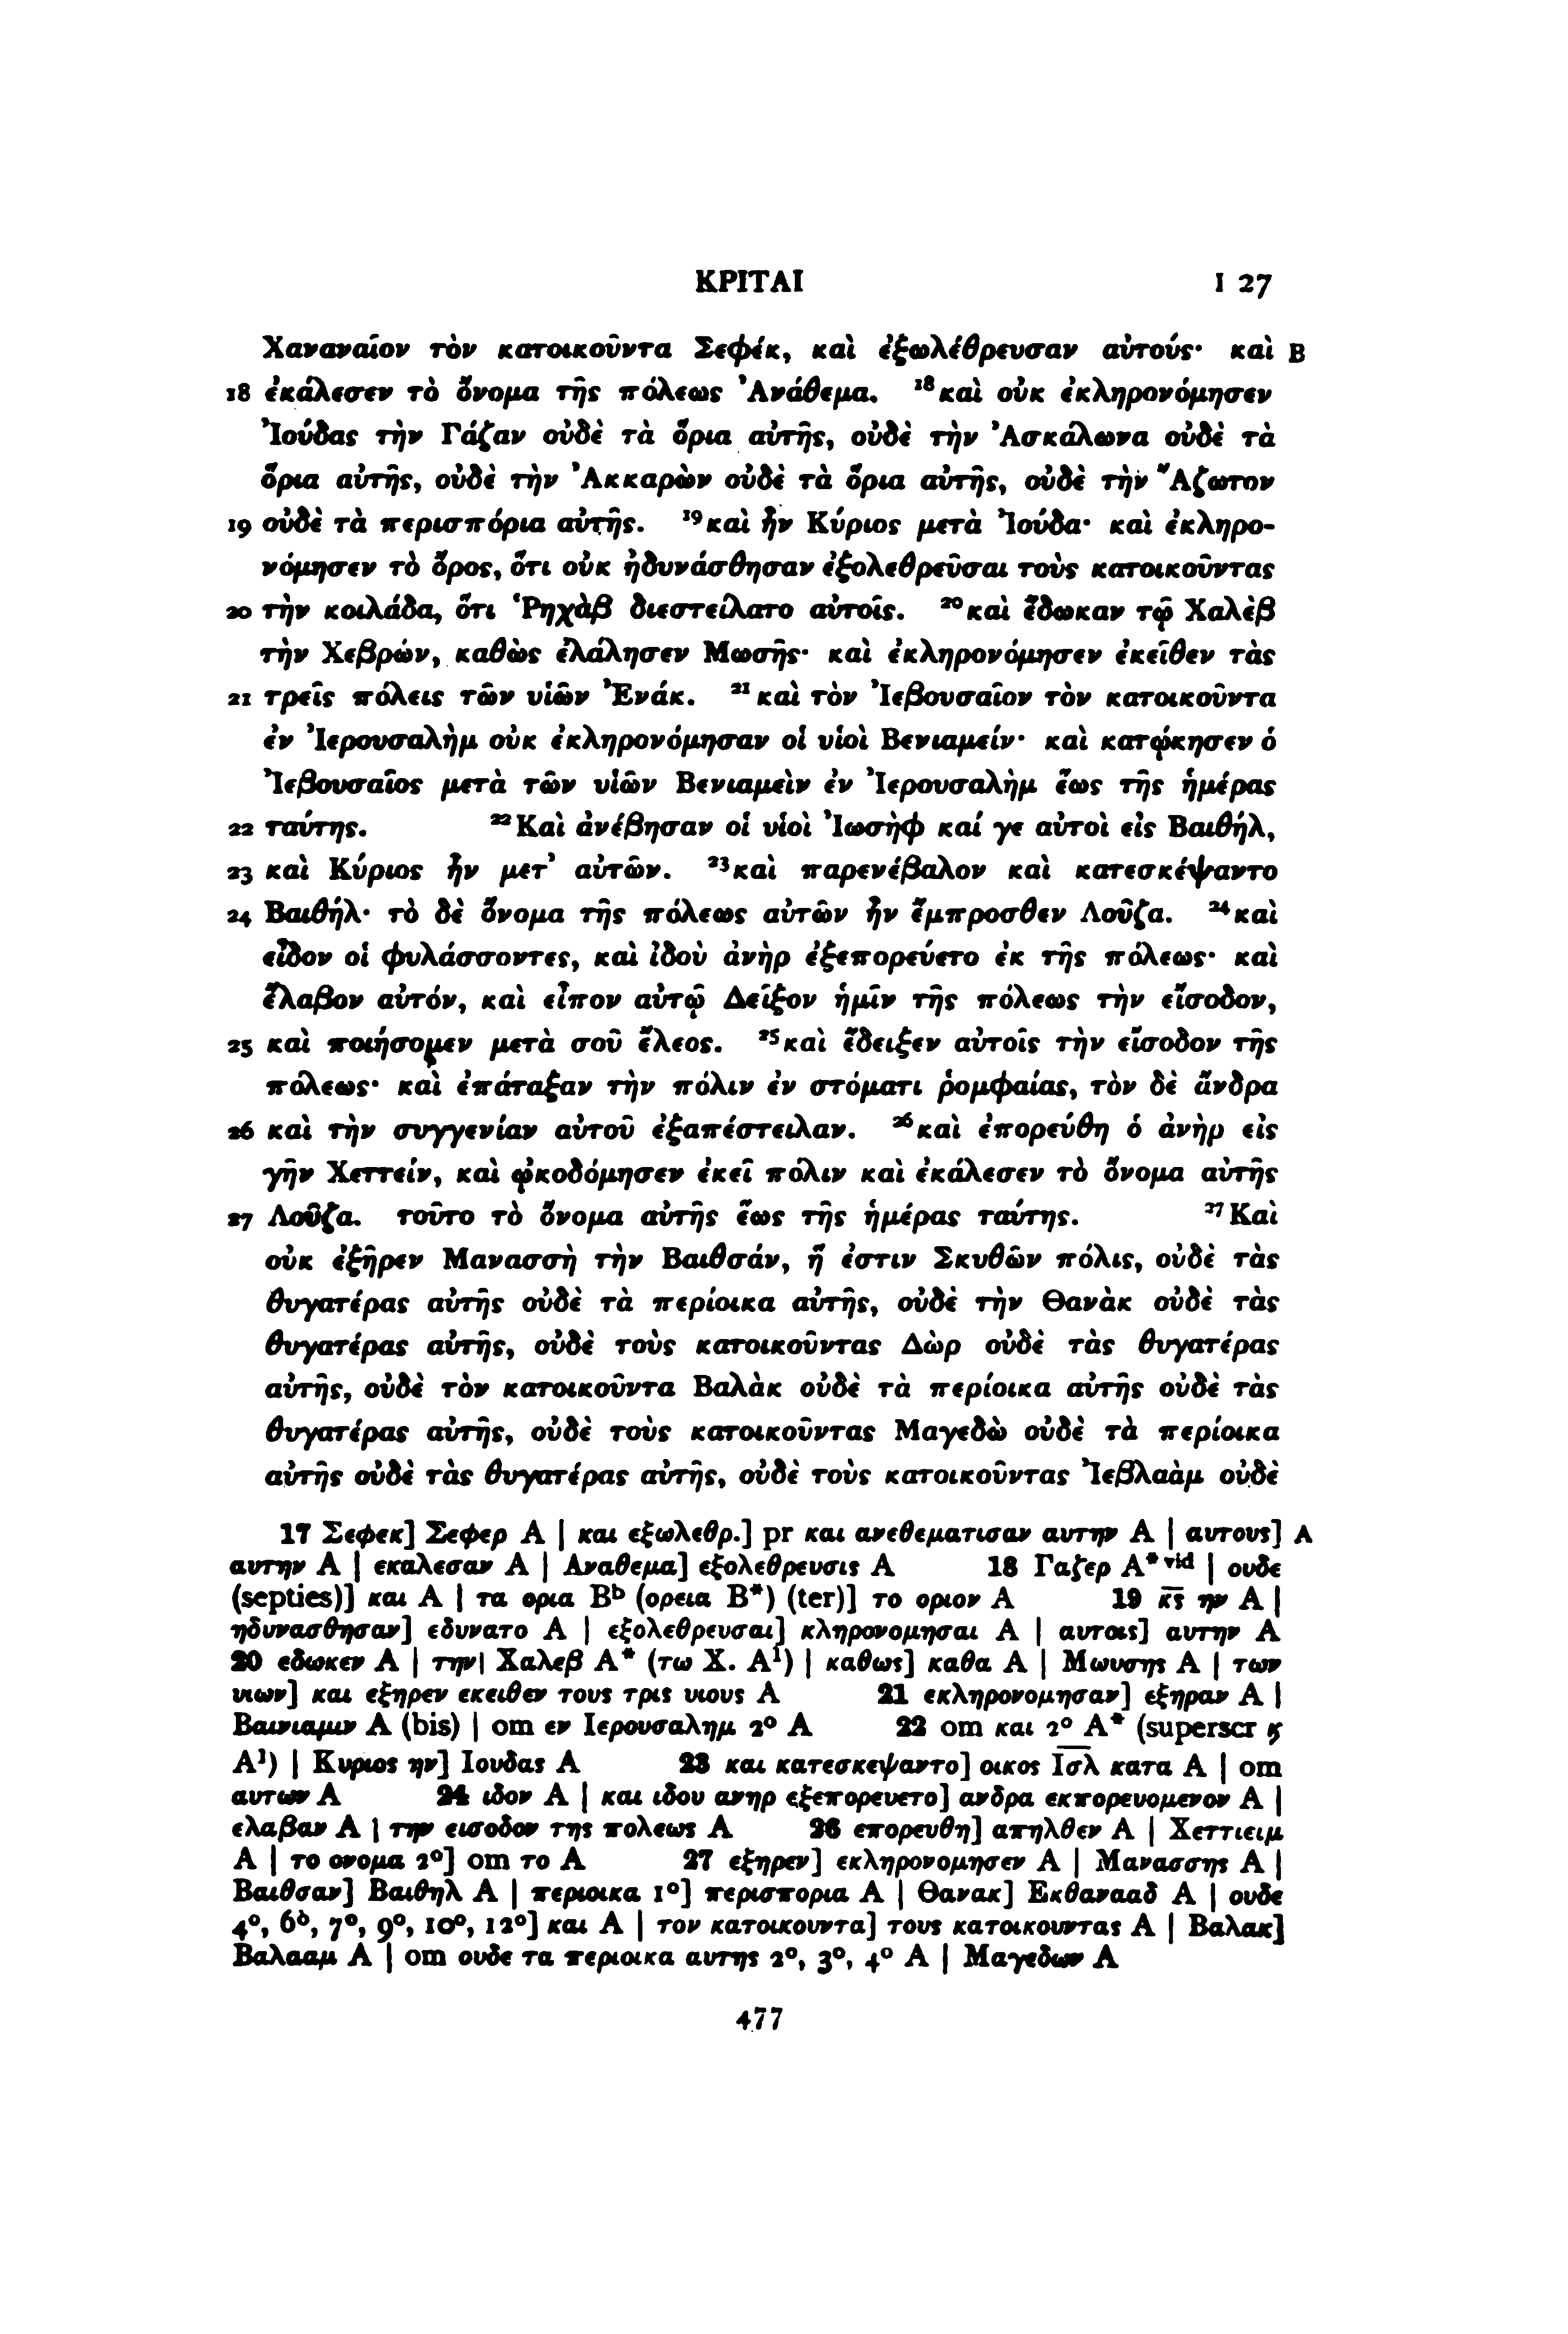 ΚΡΙΤΑΙ I 27
Χαναναῖον τὸν κατοικοῦντα Σεφέκ, καὶ ἐξωλέθρευσαν αὐτούς· καὶ B
18 ἐκάλεσεν τὸ ὄνομα τῆς πόλεως Ἀνάθεμα. ¹⁸καὶ οὐκ ἐκληρονόμησεν
Ἰούδας τὴν Γάζαν οὐδὲ τὰ ὅρια αὐτῆς, οὐδὲ τὴν Ἀσκάλωνα οὐδὲ τὰ
ὅρια αὐτῆς, οὐδὲ τὴν Ἀκκαρὼν οὐδὲ τὰ ὅρια αὐτῆς, οὐδὲ τὴν Ἄζωτον
19 οὐδὲ τὰ περισπόρια αὐτῆς. ¹⁹καὶ ἦν Κύριος μετὰ Ἰούδα· καὶ ἐκληρο-
νόμησεν τὸ ὄρος, ὅτι οὐκ ἠδυνάσθησαν ἐξολεθρεῦσαι τοὺς κατοικοῦντας
20 τὴν κοιλάδα, ὅτι Ῥηχὰβ διεστείλατο αὐτοῖς. ²⁰καὶ ἔδωκαν τῷ Χαλὲβ
τὴν Χεβρών, καθὼς ἐλάλησεν Μωσῆς· καὶ ἐκληρονόμησεν ἐκεῖθεν τὰς
21 τρεῖς πόλεις τῶν υἱῶν Ἐνάκ. ²¹καὶ τὸν Ἰεβουσαῖον τὸν κατοικοῦντα
ἐν Ἰερουσαλὴμ οὐκ ἐκληρονόμησαν οἱ υἱοὶ Βενιαμείν· καὶ κατῴκησεν ὁ
Ἰεβουσαῖος μετὰ τῶν υἱῶν Βενιαμεὶν ἐν Ἰερουσαλὴμ ἕως τῆς ἡμέρας
22 ταύτης. ²²Καὶ ἀνέβησαν οἱ υἱοὶ Ἰωσὴφ καί γε αὐτοὶ εἰς Βαιθήλ,
23 καὶ Κύριος ἦν μετ’ αὐτῶν. ²³καὶ παρενέβαλον καὶ κατεσκέψαντο
24 Βαιθήλ· τὸ δὲ ὄνομα τῆς πόλεως αὐτῶν ἦν ἔμπροσθεν Λοῦζα. ²⁴καὶ
εἶδον οἱ φυλάσσοντες, καὶ ἰδοὺ ἀνὴρ ἐξεπορεύετο ἐκ τῆς πόλεως· καὶ
ἔλαβον αὐτόν, καὶ εἶπον αὐτῷ Δεῖξον ἡμῖν τῆς πόλεως τὴν εἴσοδον,
25 καὶ ποιήσομεν μετὰ σοῦ ἔλεος. ²⁵καὶ ἔδειξεν αὐτοῖς τὴν εἴσοδον τῆς
πόλεως· καὶ ἐπάταξαν τὴν πόλιν ἐν στόματι ῥομφαίας, τὸν δὲ ἄνδρα
26 καὶ τὴν συγγενίαν αὐτοῦ ἐξαπέστειλαν. ²⁶καὶ ἐπορεύθη ὁ ἀνὴρ εἰς
γῆν Χεττείν, καὶ ᾠκοδόμησεν ἐκεῖ πόλιν καὶ ἐκάλεσεν τὸ ὄνομα αὐτῆς
27 Λοῦζα. τοῦτο τὸ ὄνομα αὐτῆς ἕως τῆς ἡμέρας ταύτης. ²⁷Καὶ
οὐκ ἐξῆρεν Μανασσὴ τὴν Βαιθσάν, ἥ ἐστιν Σκυθῶν πόλις, οὐδὲ τὰς
θυγατέρας αὐτῆς οὐδὲ τὰ περίοικα αὐτῆς, οὐδὲ τὴν Θανὰκ οὐδὲ τὰς
θυγατέρας αὐτῆς, οὐδὲ τοὺς κατοικοῦντας Δὼρ οὐδὲ τὰς θυγατέρας
αὐτῆς, οὐδὲ τὸν κατοικοῦντα Βαλὰκ οὐδὲ τὰ περίοικα αὐτῆς οὐδὲ τὰς
θυγατέρας αὐτῆς, οὐδὲ τοὺς κατοικοῦντας Μαγεδὼ οὐδὲ τὰ περίοικα
αὐτῆς οὐδὲ τὰς θυγατέρας αὐτῆς, οὐδὲ τοὺς κατοικοῦντας Ἰεβλαὰμ οὐδὲ
17 Σεφεκ] Σεφερ A | και εξωλεθρ.] pr και ανεθεματισαν αυτην A | αυτους] A
αυτην A | εκαλεσαν A | Αναθεμα] εξολεθρευσις A 18 Γαζερ A*ᵛⁱᵈ | ουδε
(septies)] και A | τα ορια Bᵇ (ορεια B*) (ter)] το οριον A 19 κ̅ς̅ ην A |
ηδυνασθησαν] εδυνατο A | εξολεθρευσαι] κληρονομησαι A | αυτοις] αυτην A
20 εδωκεν A | την| Χαλεβ A* (τω Χ. A¹) | καθως] καθα A | Μωυσης A | των
υιων] και εξηρεν εκειθεν τους τρις υιους A 21 εκληρονομησαν] εξηραν A |
Βαινιαμιν A (bis) | om εν Ιερουσαλημ 2° A 22 om και 2° A* (superscr ϗ
A¹) | Κυριος ην] Ιουδας A 23 και κατεσκεψαντο] οικος Ι̅σ̅λ̅ κατα A | om
αυτων A 24 ιδον A | και ιδου ανηρ εξεπορευετο] ανδρα εκπορευομενον A |
ελαβαν A | την εισοδον της πολεως A 26 επορευθη] απηλθεν A | Χεττιειμ
A | το ονομα 2°] om το A 27 εξηρεν] εκληρονομησεν A | Μανασσης A |
Βαιθσαν] Βαιθηλ A | περιοικα 1°] περισπορια A | Θανακ] Εκθανααδ A | ουδε
4°, 6°, 7°, 9°, 10°, 12°] και A | τον κατοικουντα] τους κατοικουντας A | Βαλακ]
Βαλααμ A | om ουδε τα περιοικα αυτης 2°, 3°, 4° A | Μαγεδων A
477